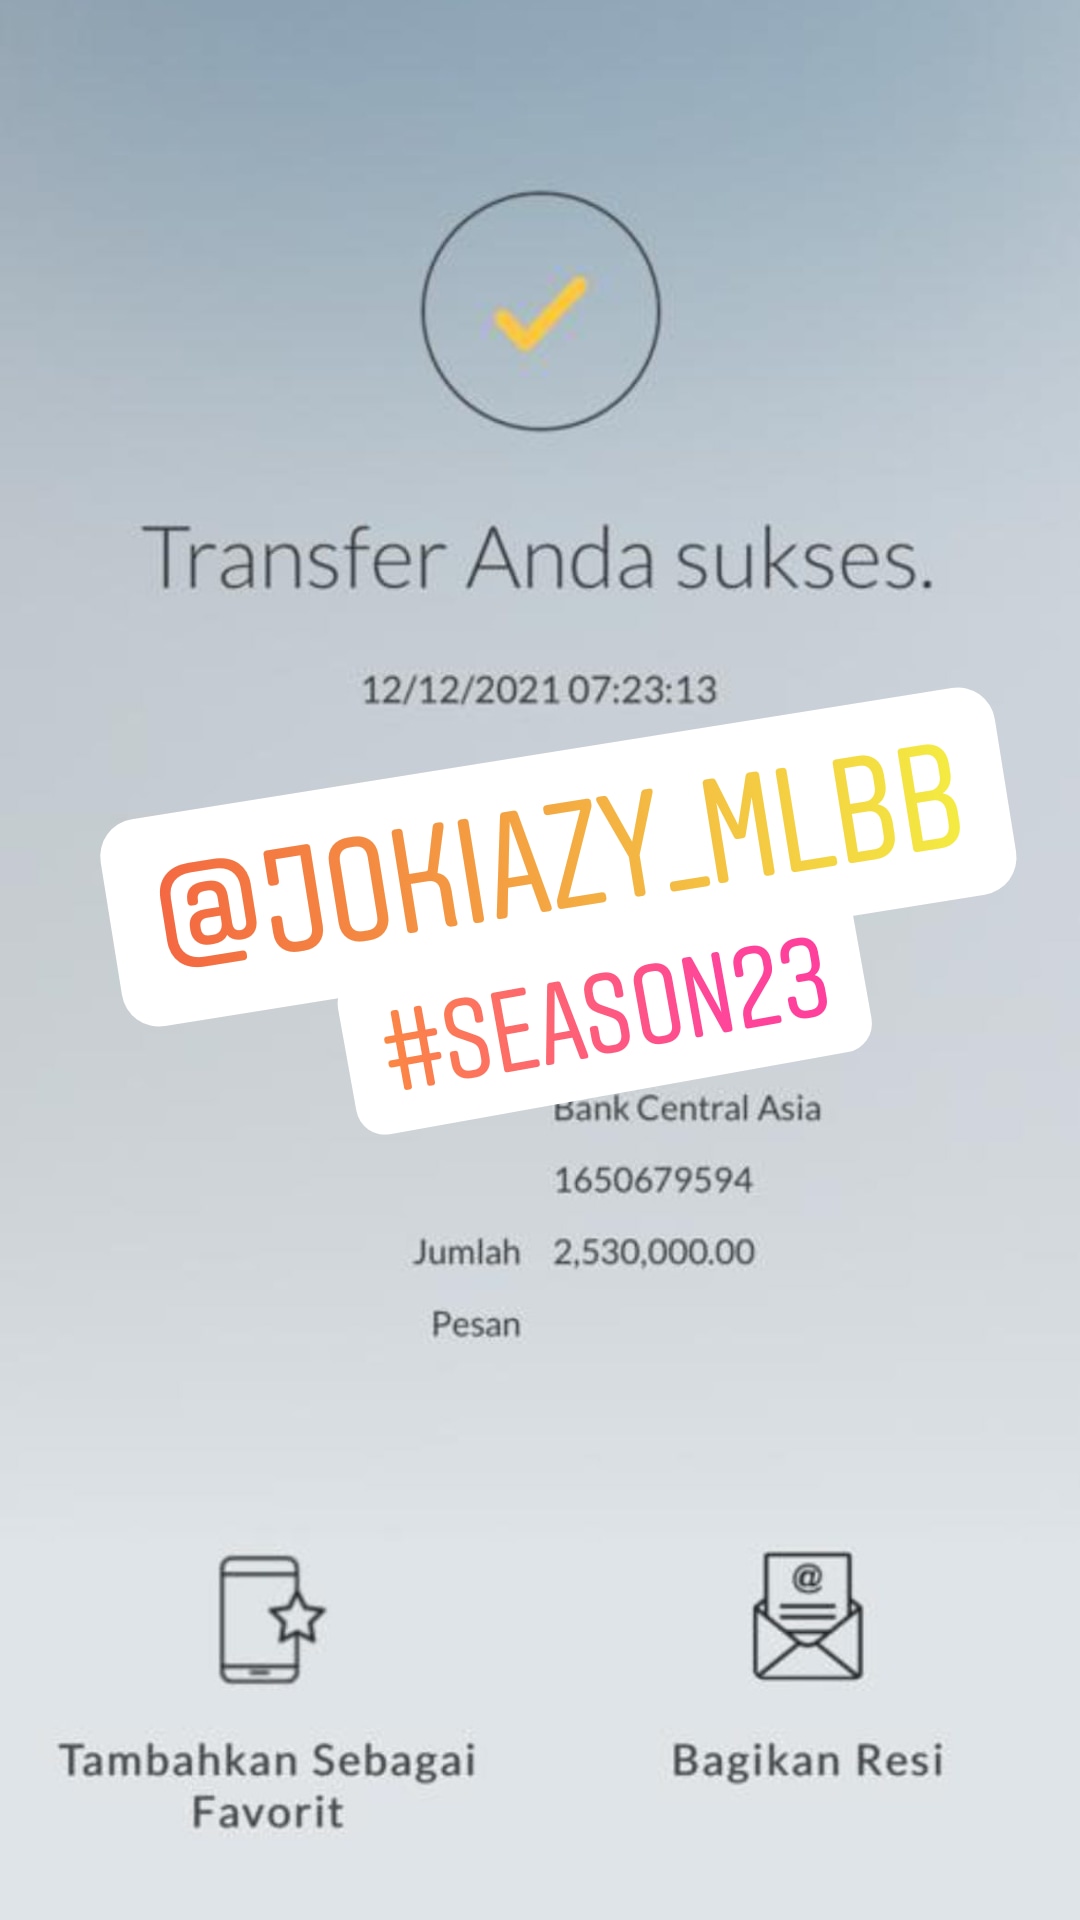 Transfer Anda sukses.
12/12/2021 07:23:13
@JOKIAZY_MLBB
#SEASON23
Bank Central Asia
1650679594
Jumlah 2,530,000.00
Pesan
@
Tambahkan Sebagai
Favorit
Bagikan Resi